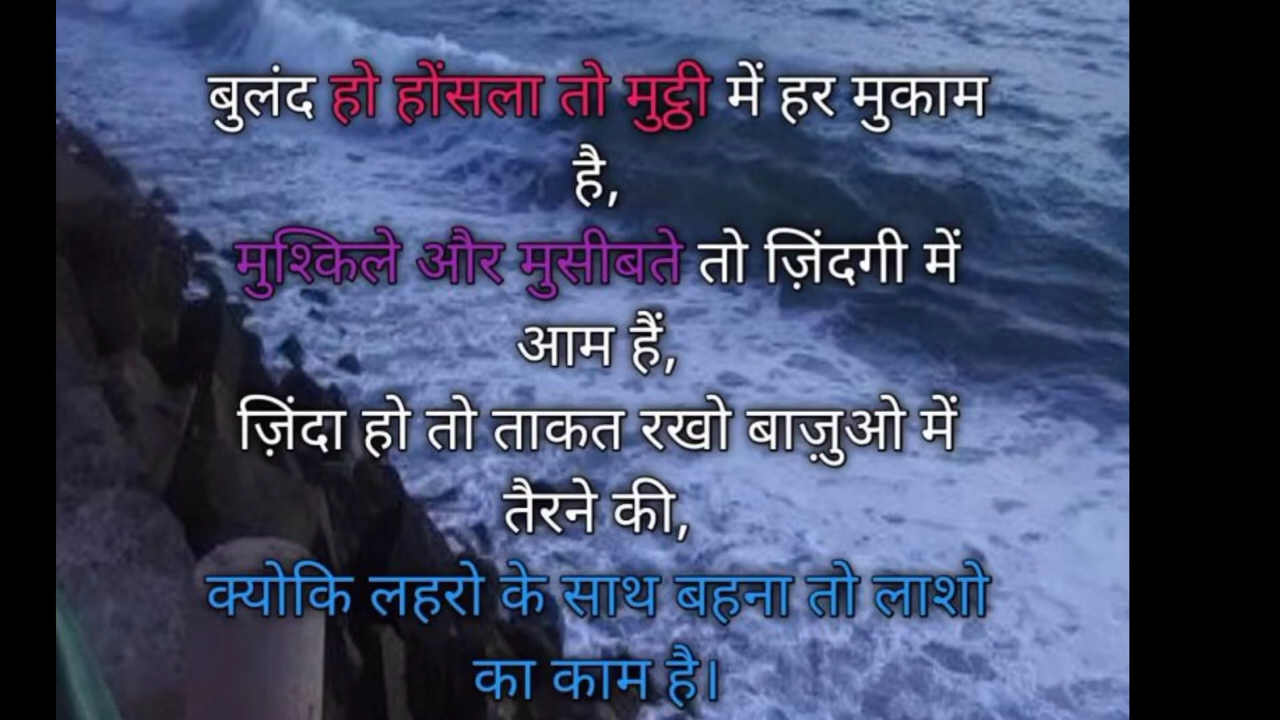 बुलंद हो होंसला तो मुट्ठी में हर मुकाम
है,
मुश्किले और मुसीबते तो ज़िंदगी में
आम हैं,
ज़िंदा हो तो ताकत रखो बाज़ुओ में
तैरने की,
क्योकि लहरो के साथ बहना तो लाशो
का काम है।